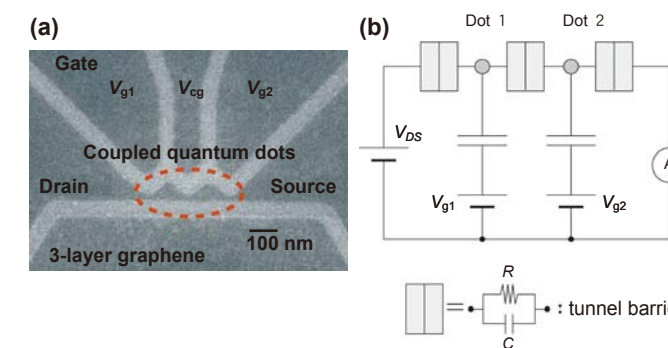 (a)
Gate
Vg1 Vcg Vg2
Coupled quantum dots
Drain Source
100 nm
3-layer graphene
(b)
Dot 1 Dot 2
VDS
A
Vg1 Vg2
R
= : tunnel
C